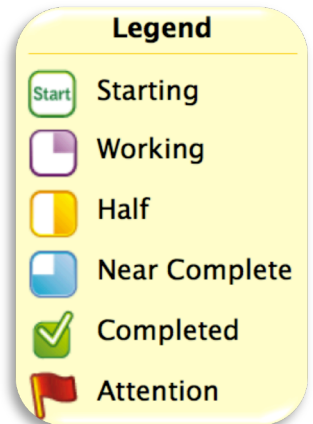 Legend
Start Starting
Working
Half
Near Complete
Completed
Attention